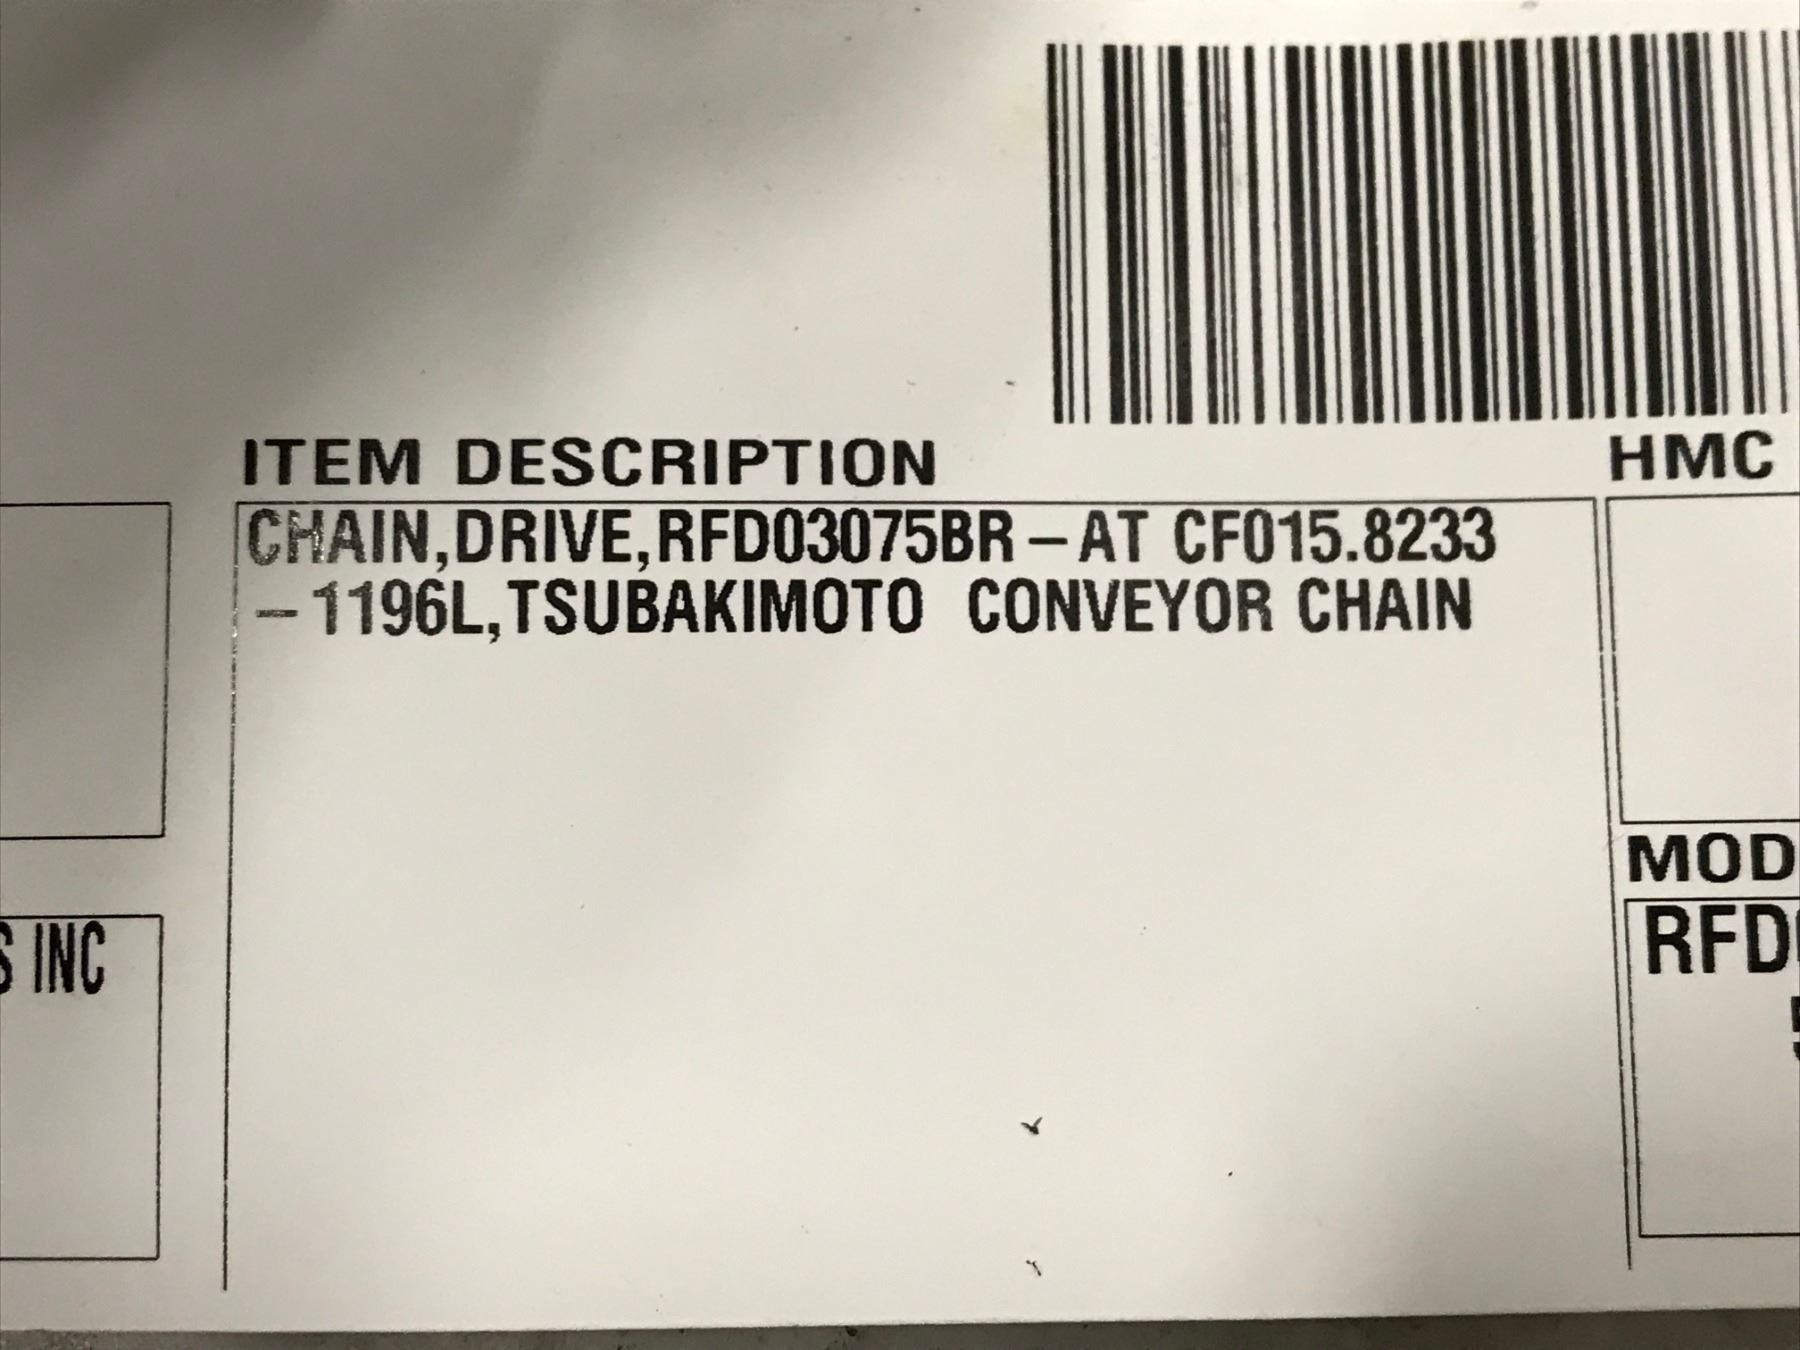 ITEM DESCRIPTION
HMC
CHAIN,DRIVE,RFD03075BR-AT CF015.8233
-1196L,TSUBAKIMOTO CONVEYOR CHAIN
MOD
RFD
S INC